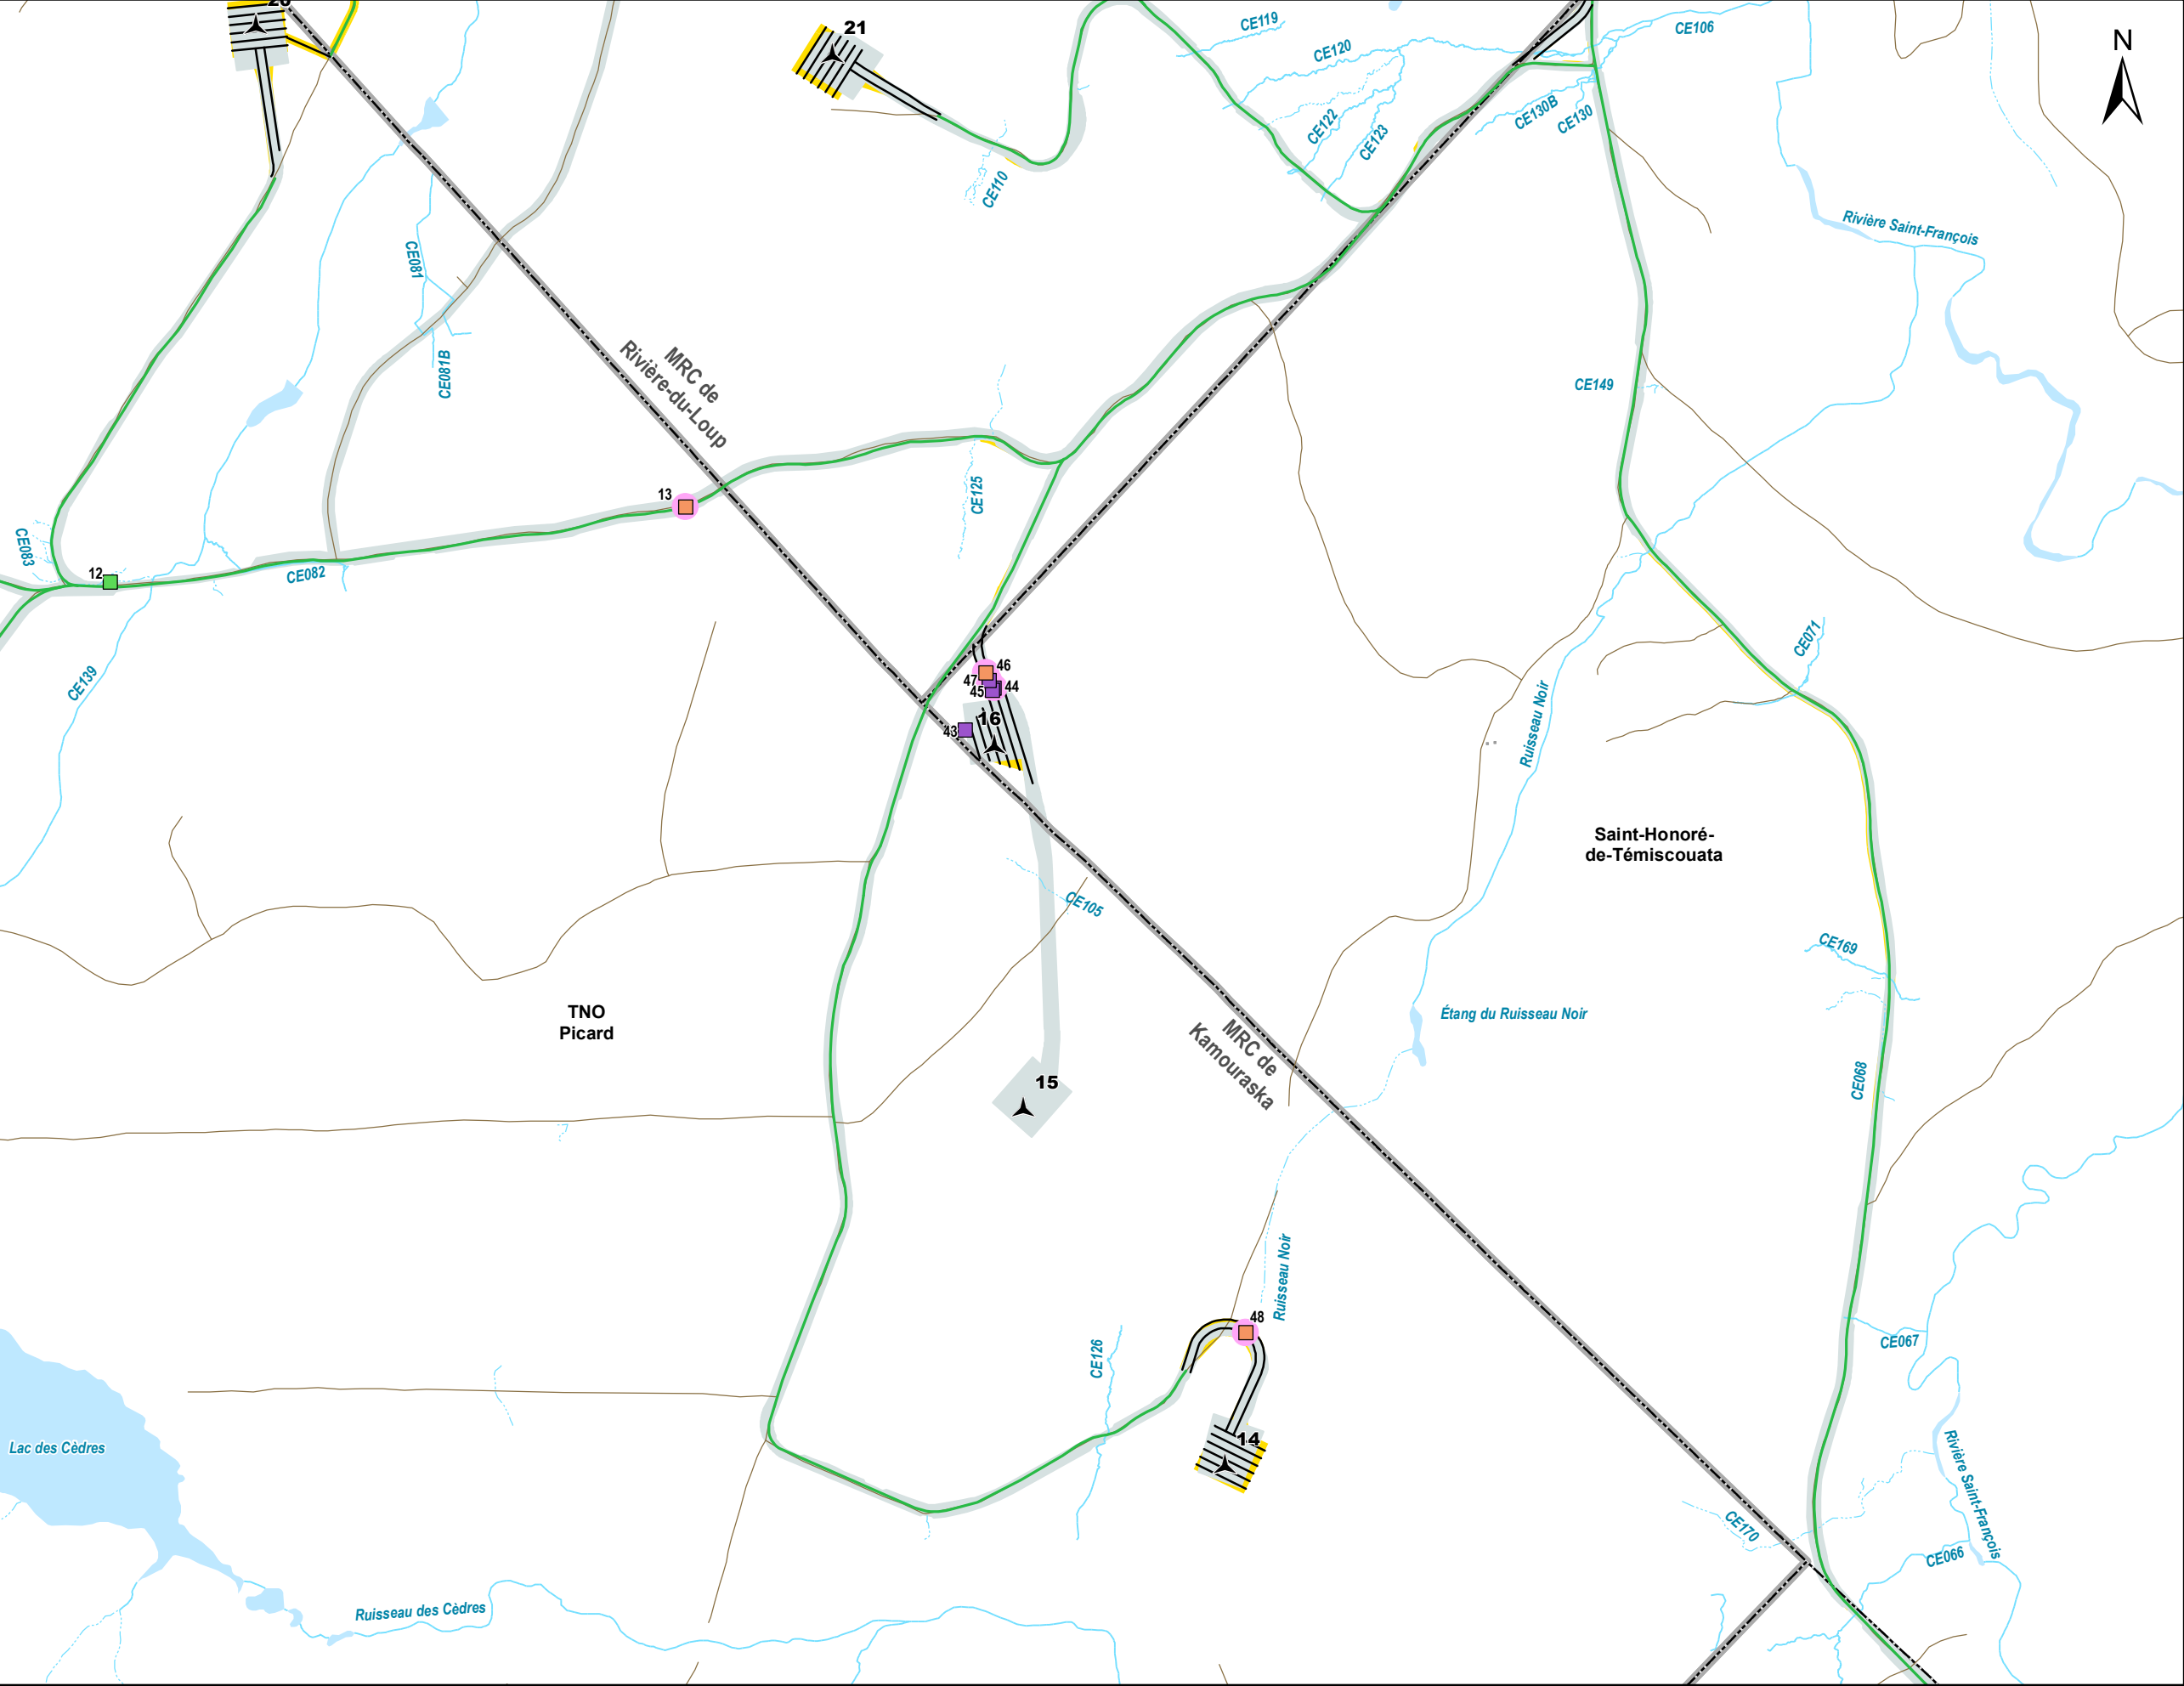 21
N
CE119
CE120
CE106
CE122
CE123
CE130B
CE130
CE110
Rivière Saint-François
CE081
CE081B
MRC de
Rivière-du-Loup
CE149
13
CE125
CE083
12
CE082
CE139
CE071
46
47
44
45
16
43
Ruisseau Noir
Saint-Honoré-
de-Témiscouata
CE105
CE169
TNO
Picard
Étang du Ruisseau Noir
MRC de
Kamouraska
15
CE068
Ruisseau Noir
48
CE126
CE067
14
Lac des Cèdres
Rivière Saint-François
CE170
CE066
Ruisseau des Cèdres